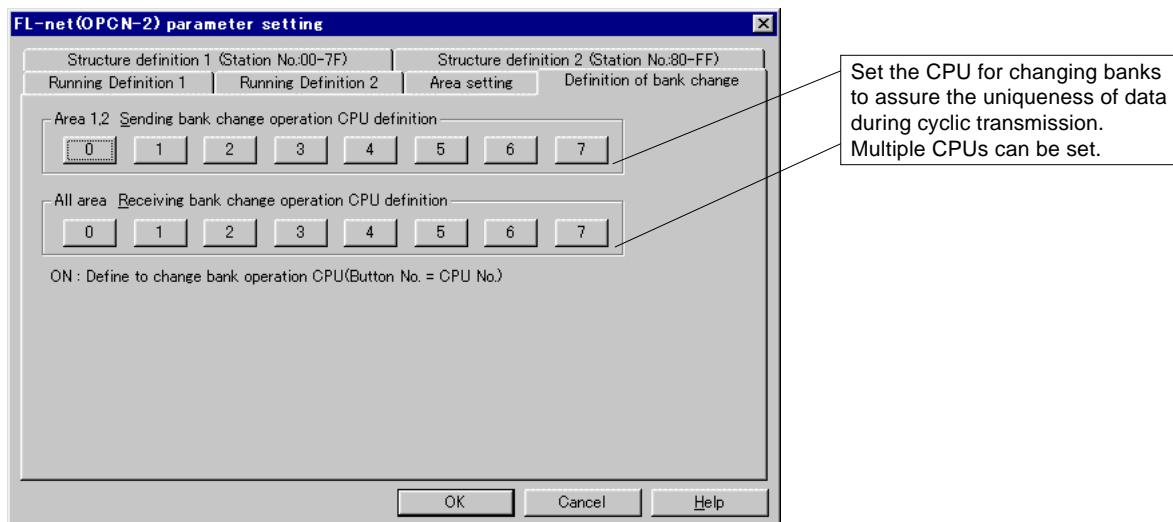 FL-net(OPCN-2) parameter setting
Structure definition 1 (Station No.:00-7F)
Structure definition 2 (Station No.:80-FF)
Running Definition 1
Running Definition 2
Area setting
Definition of bank change
Area 1,2 Sending bank change operation CPU definition
0 1 2 3 4 5 6 7
All area Receiving bank change operation CPU definition
0 1 2 3 4 5 6 7
ON : Define to change bank operation CPU(Button No. = CPU No.)
OK
Cancel
Help
Set the CPU for changing banks
to assure the uniqueness of data
during cyclic transmission.
Multiple CPUs can be set.